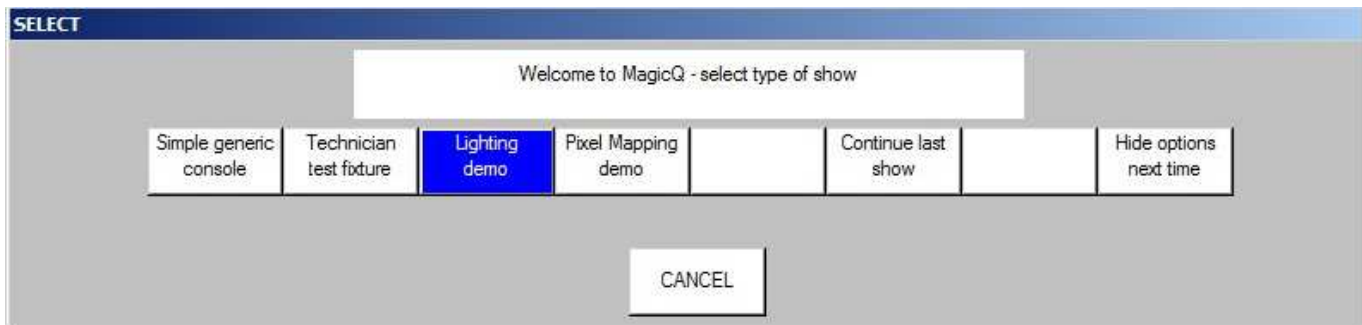 SELECT
Welcome to MagicQ - select type of show
Simple generic
console
Technician
test fixture
Lighting
demo
Pixel Mapping
demo
Continue last
show
Hide options
next time
CANCEL